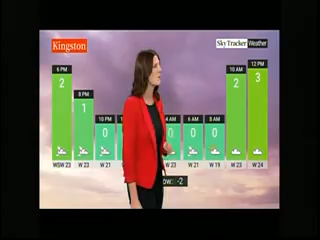 Kingston
SkyTracker Weather
6 PM
8 PM
10 PM
4 AM
6 AM
8 AM
10 AM
12 PM
2
1
0
0
0
0
2
3
WSW 23
W 23
W 21
W 23
W 21
W 19
W 23
W 24
-2